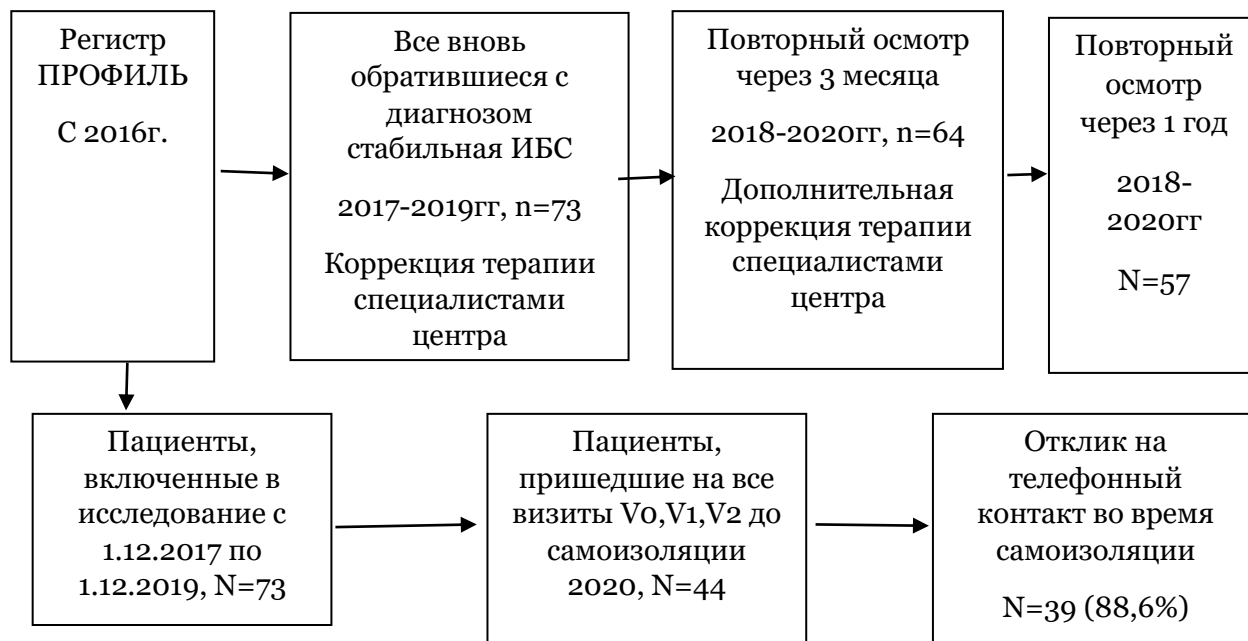 Регистр
ПРОФИЛЬ
С 2016г.
Все вновь
обратившиеся с
диагнозом
стабильная ИБС
2017-2019гг, n=73
Коррекция терапии
специалистами
центра
Повторный осмотр
через 3 месяца
2018-2020гг, n=64
Дополнительная
коррекция терапии
специалистами
центра
Повторный
осмотр
через 1 год
2018-
2020гг
N=57
Пациенты,
включенные в
исследование с
1.12.2017 по
1.12.2019, N=73
Пациенты,
пришедшие на все
визиты V0,V1,V2 до
самоизоляции
2020, N=44
Отклик на
телефонный
контакт во время
самоизоляции
N=39 (88,6%)